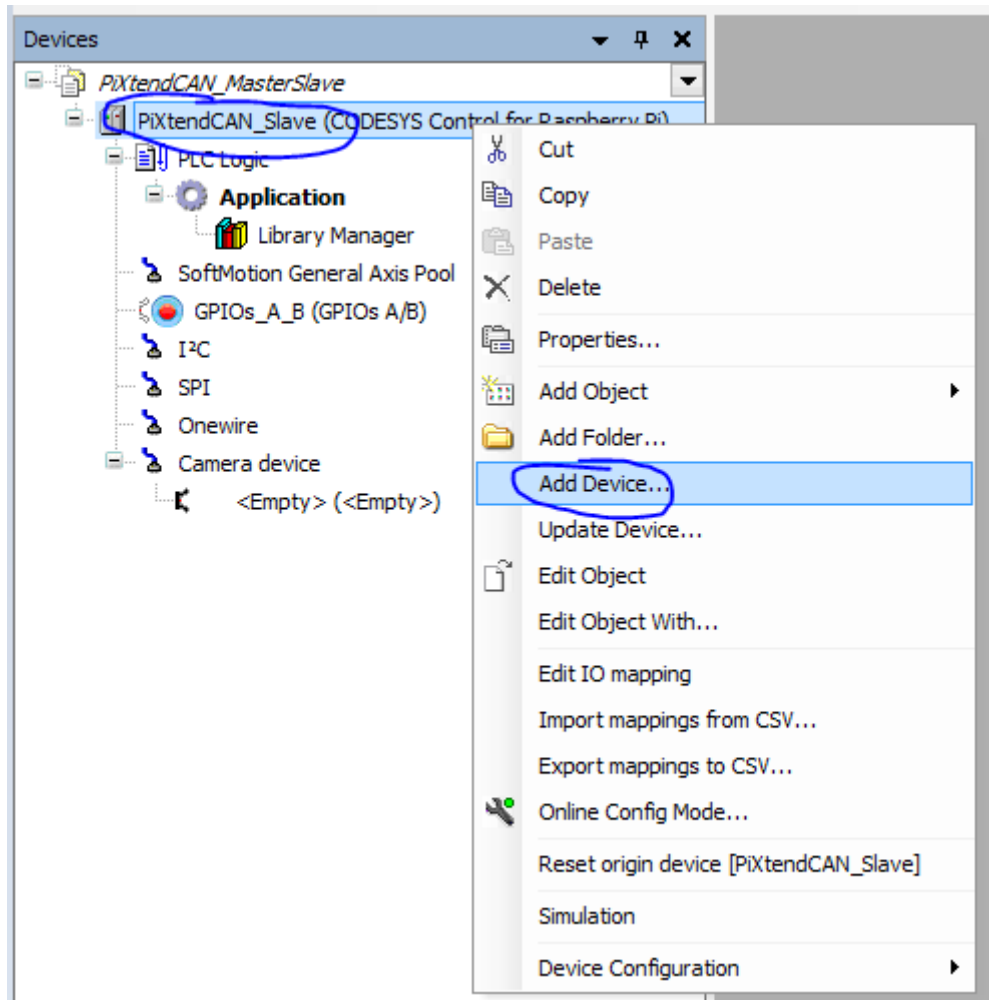 Devices
PiXtendCAN_MasterSlave
PiXtendCAN_Slave (CODESYS Control for Raspberry Pi)
PLC Logic
Application
Library Manager
SoftMotion General Axis Pool
GPIOs_A_B (GPIOs A/B)
I²C
SPI
Onewire
Camera device
<Empty> (<Empty>)
Cut
Copy
Paste
Delete
Properties...
Add Object
Add Folder...
Add Device...
Update Device...
Edit Object
Edit Object With...
Edit IO mapping
Import mappings from CSV...
Export mappings to CSV...
Online Config Mode...
Reset origin device [PiXtendCAN_Slave]
Simulation
Device Configuration